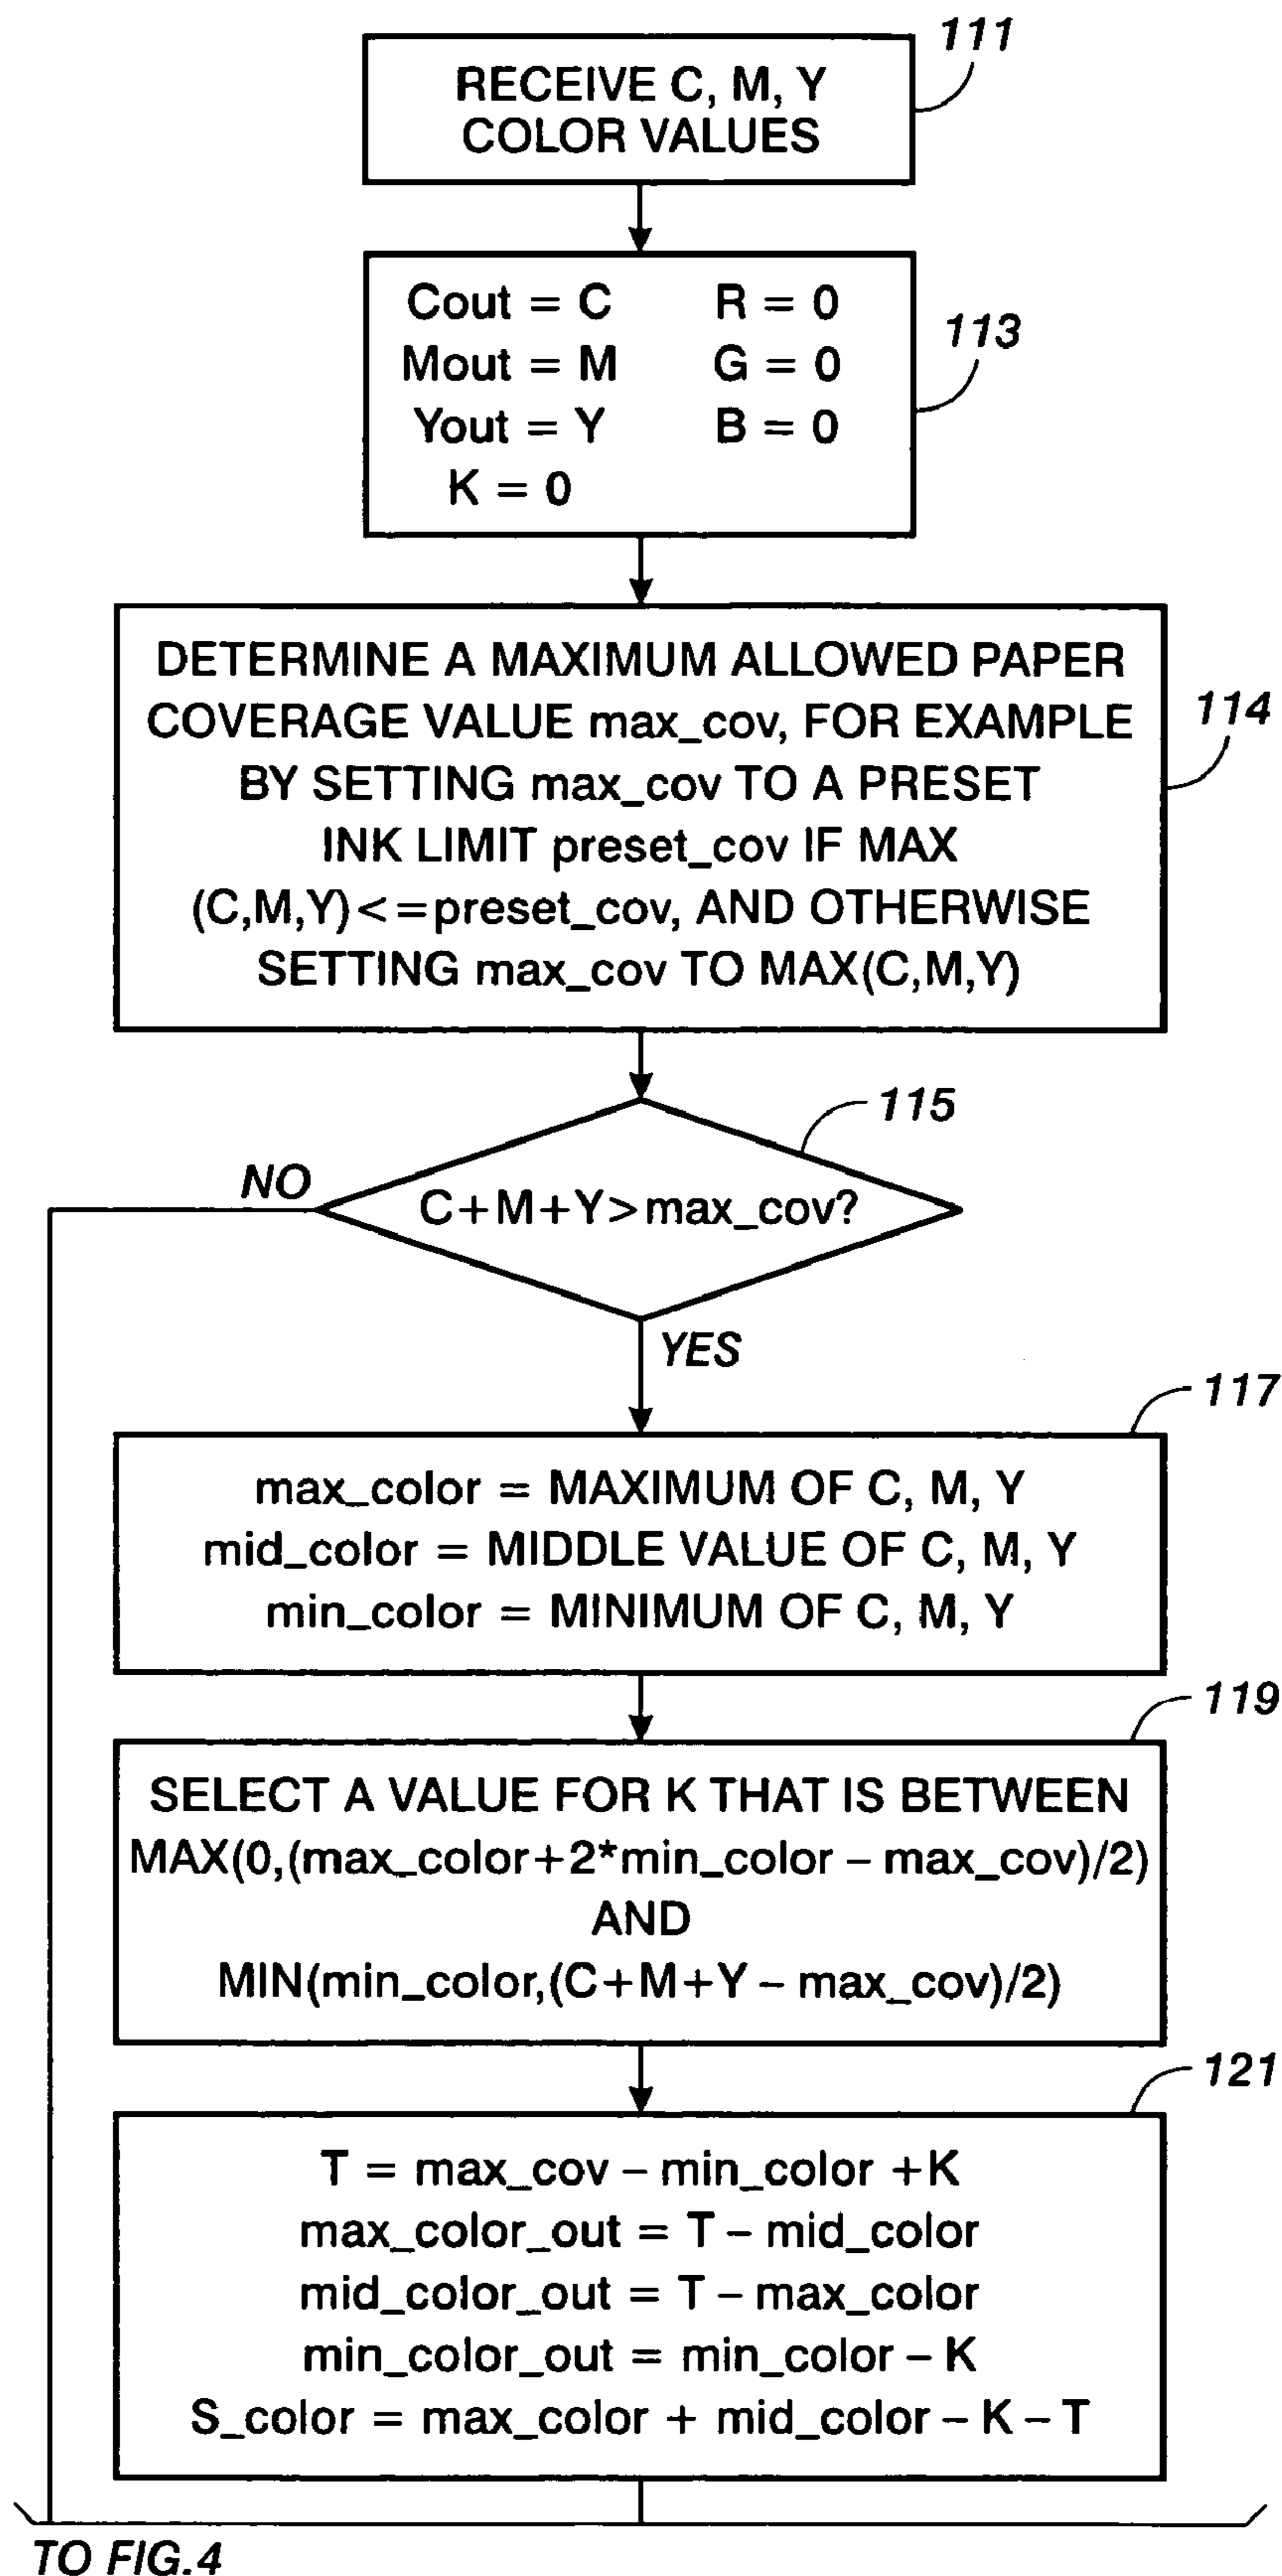 111
RECEIVE C, M, Y
COLOR VALUES
Cout = C R = 0
113
Mout = M G = 0
Yout = Y B = 0
K = 0
DETERMINE A MAXIMUM ALLOWED PAPER
COVERAGE VALUE max_cov, FOR EXAMPLE
114
BY SETTING max_cov TO A PRESET
INK LIMIT preset_cov IF MAX
(C,M,Y)<=preset_cov, AND OTHERWISE
SETTING max_cov TO MAX(C,M,Y)
115
NO
C+M+Y>max_cov?
YES
117
max_color = MAXIMUM OF C, M, Y
mid_color = MIDDLE VALUE OF C, M, Y
min_color = MINIMUM OF C, M, Y
119
SELECT A VALUE FOR K THAT IS BETWEEN
MAX(0,(max_color+2*min_color – max_cov)/2)
AND
MIN(min_color,(C+M+Y – max_cov)/2)
121
T = max_cov – min_color +K
max_color_out = T – mid_color
mid_color_out = T – max_color
min_color_out = min_color – K
S_color = max_color + mid_color – K – T
TO FIG.4